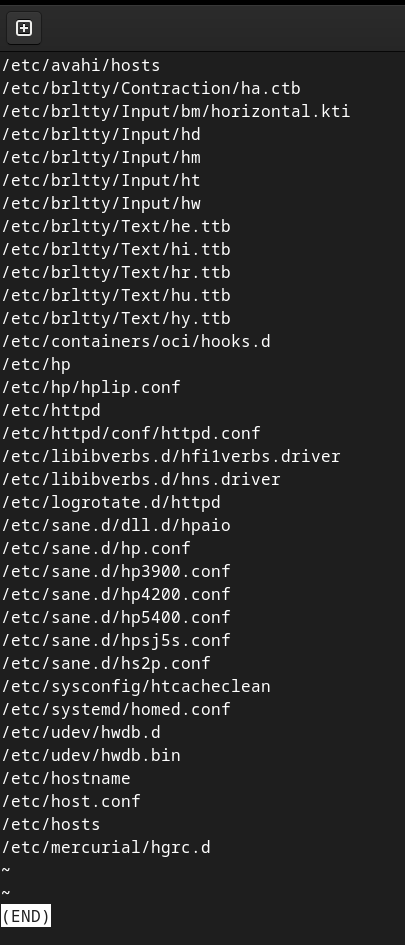 /etc/avahi/hosts
/etc/brltty/Contraction/ha.ctb
/etc/brltty/Input/bm/horizontal.kti
/etc/brltty/Input/hd
/etc/brltty/Input/hm
/etc/brltty/Input/ht
/etc/brltty/Input/hw
/etc/brltty/Text/he.ttb
/etc/brltty/Text/hi.ttb
/etc/brltty/Text/hr.ttb
/etc/brltty/Text/hu.ttb
/etc/brltty/Text/hy.ttb
/etc/containers/oci/hooks.d
/etc/hp
/etc/hp/hplip.conf
/etc/httpd
/etc/httpd/conf/httpd.conf
/etc/libibverbs.d/hfi1verbs.driver
/etc/libibverbs.d/hns.driver
/etc/logrotate.d/httpd
/etc/sane.d/dll.d/hpaio
/etc/sane.d/hp.conf
/etc/sane.d/hp3900.conf
/etc/sane.d/hp4200.conf
/etc/sane.d/hp5400.conf
/etc/sane.d/hpsj5s.conf
/etc/sane.d/hs2p.conf
/etc/sysconfig/htcacheclean
/etc/systemd/homed.conf
/etc/udev/hwdb.d
/etc/udev/hwdb.bin
/etc/hostname
/etc/host.conf
/etc/hosts
/etc/mercurial/hgrc.d
~
~
(END)